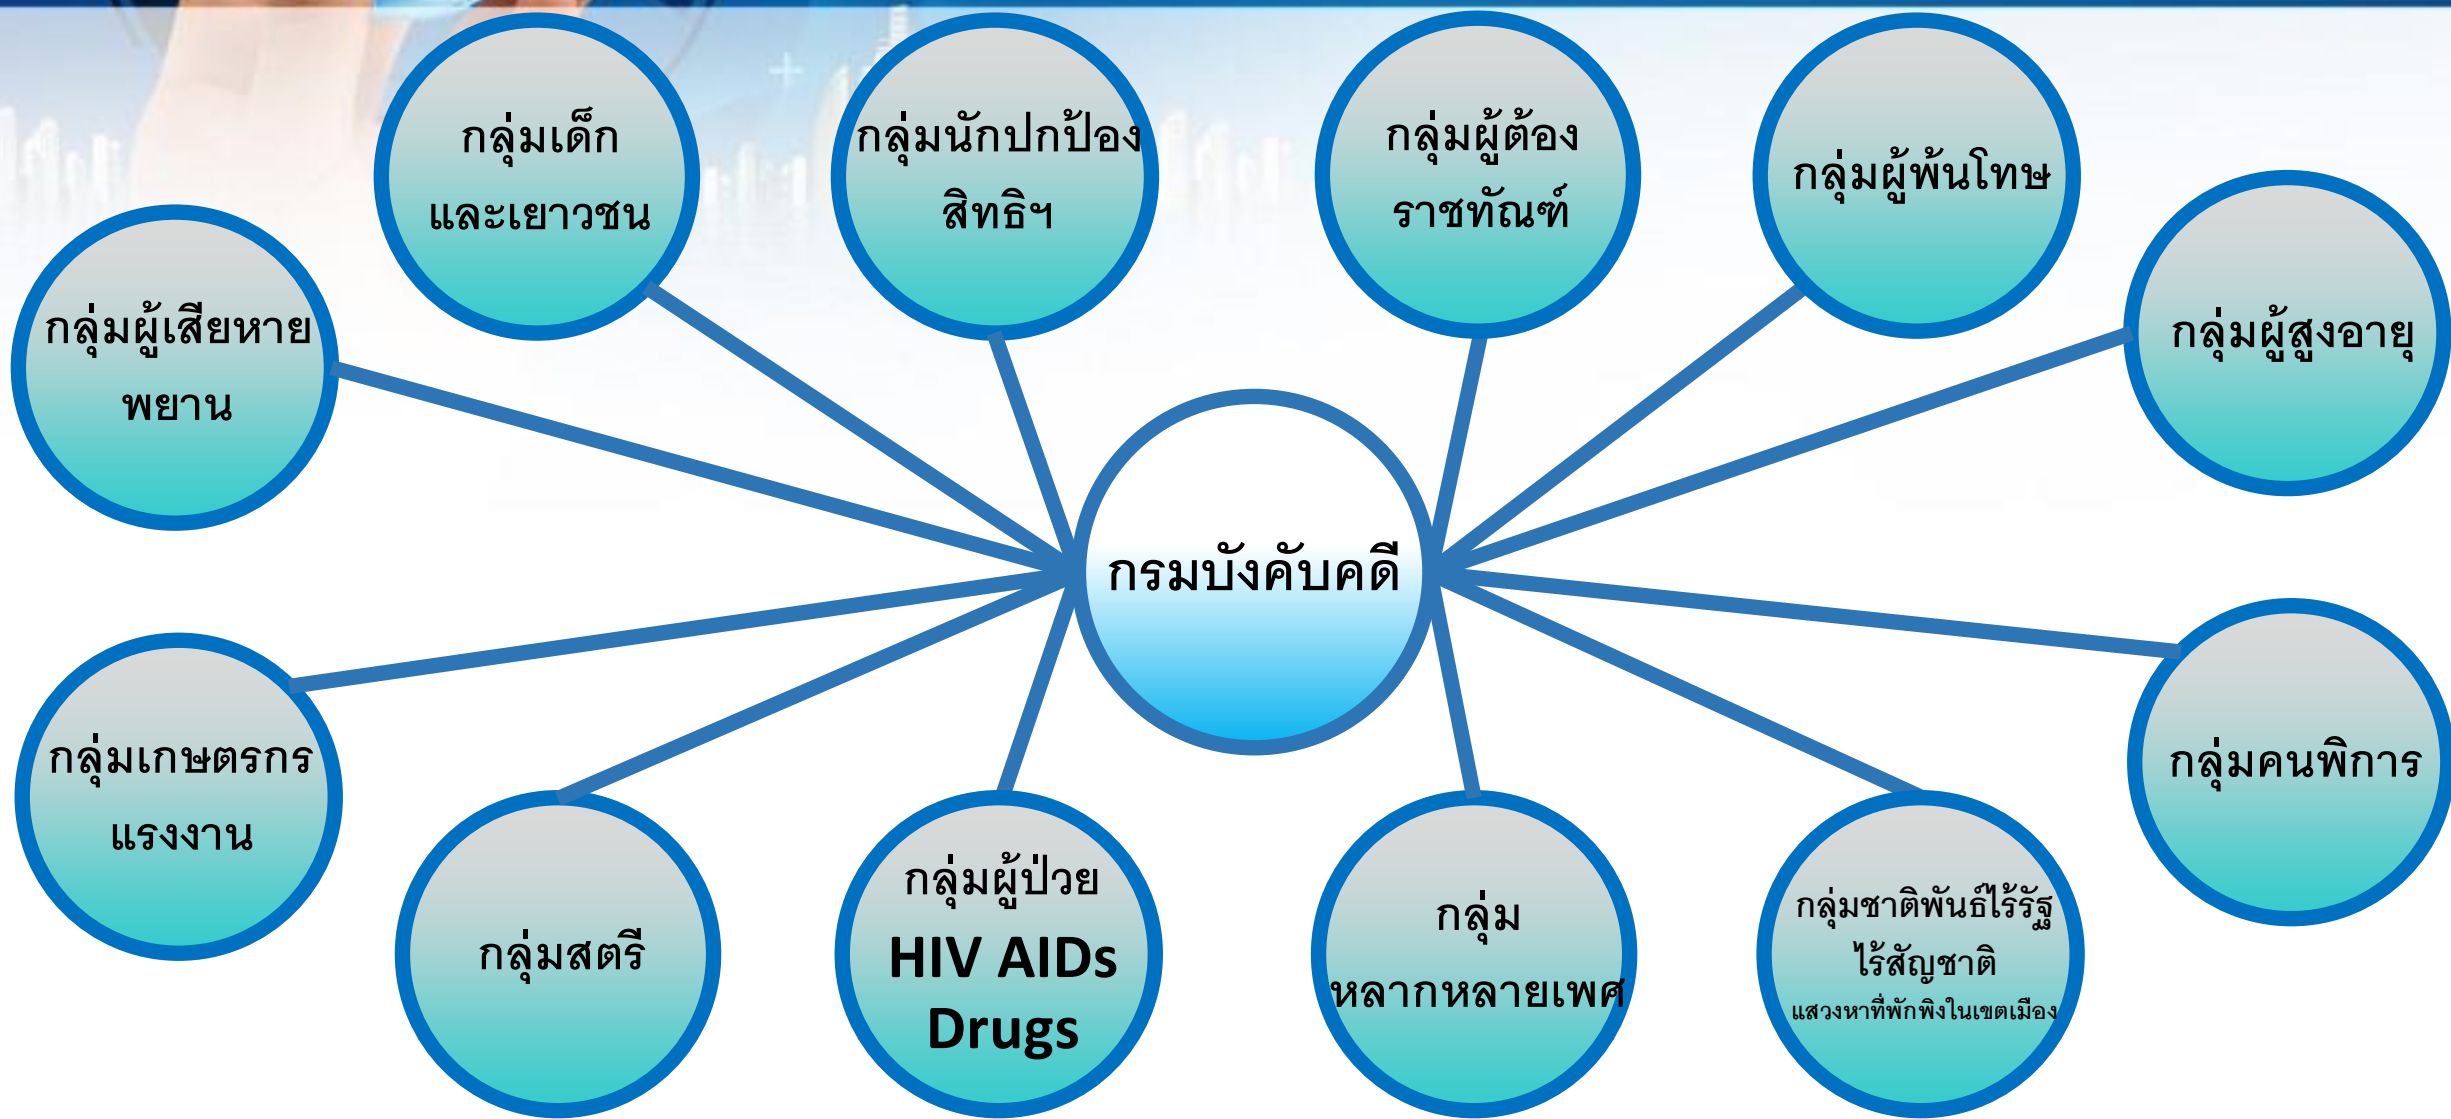 กลุ่มเด็ก
และเยาวชน
กลุ่มนักปกป้อง
สิทธิฯ
กลุ่มผู้ต้อง
ราชทัณฑ์
กลุ่มผู้พ้นโทษ
กลุ่มผู้เสียหาย
พยาน
กลุ่มผู้สูงอายุ
กรมบังคับคดี
กลุ่มเกษตรกร
แรงงาน
กลุ่มคนพิการ
กลุ่มสตรี
กลุ่มผู้ป่วย
HIV AIDs
Drugs
กลุ่ม
หลากหลายเพศ
กลุ่มชาติพันธ์ไร้รัฐ
ไร้สัญชาติ
แสวงหาที่พักพิงในเขตเมือง